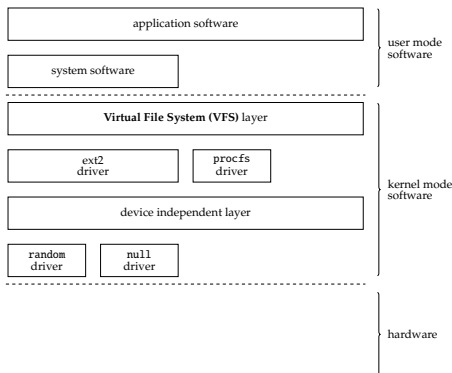 application software
user mode
software
system software
Virtual File System (VFS) layer
ext2
driver
procfs
driver
kernel mode
software
device independent layer
random
driver
null
driver
hardware